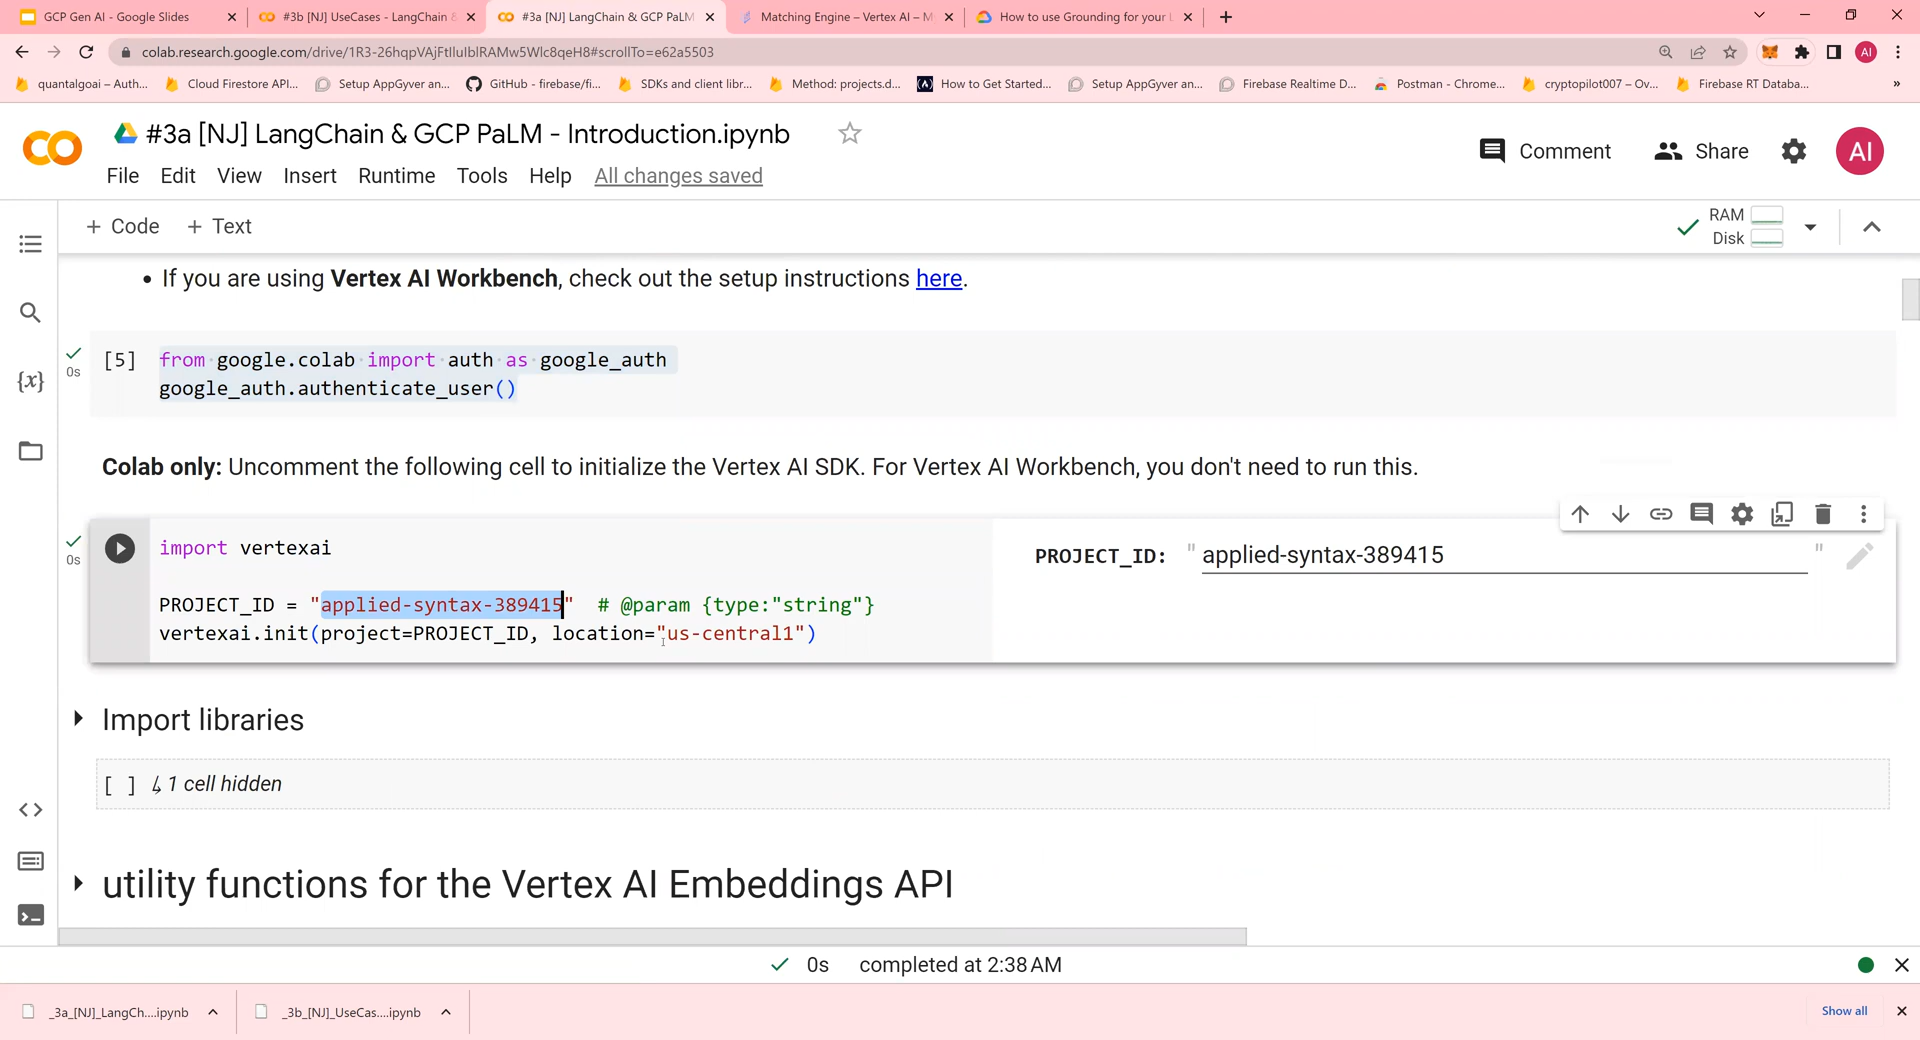 GCP Gen AI - Google Slides
#3b [NJ] UseCases - LangChain &
#3a [NJ] LangChain & GCP PaLM
Matching Engine – Vertex AI – M
How to use Grounding for your
colab.research.google.com/drive/1R3-26hqpVAjFtlluIblRAMw5Wlc8qeH8#scrollTo=e62a5503
AI
quantalgoai – Auth...
Cloud Firestore API...
Setup AppGyver an...
GitHub - firebase/fi...
SDKs and client libr...
Method: projects.d...
How to Get Started...
Setup AppGyver an...
Firebase Realtime D...
Postman - Chrome...
cryptopilot007 – Ov...
Firebase RT Databa...
»
#3a [NJ] LangChain & GCP PaLM - Introduction.ipynb
Comment
Share
AI
File Edit View Insert Runtime Tools Help All changes saved
+ Code + Text
RAM
Disk
• If you are using Vertex AI Workbench, check out the setup instructions here.
0s
[5] from google.colab import auth as google_auth
google_auth.authenticate_user()
Colab only: Uncomment the following cell to initialize the Vertex AI SDK. For Vertex AI Workbench, you don't need to run this.
0s
import vertexai
PROJECT_ID = "applied-syntax-389415" # @param {type:"string"}
vertexai.init(project=PROJECT_ID, location="us-central1")
PROJECT_ID: "applied-syntax-389415"
{x}
Import libraries
[ ] ↳ 1 cell hidden
utility functions for the Vertex AI Embeddings API
0s completed at 2:38 AM
_3a_[NJ]_LangCh....ipynb
_3b_[NJ]_UseCas....ipynb
Show all